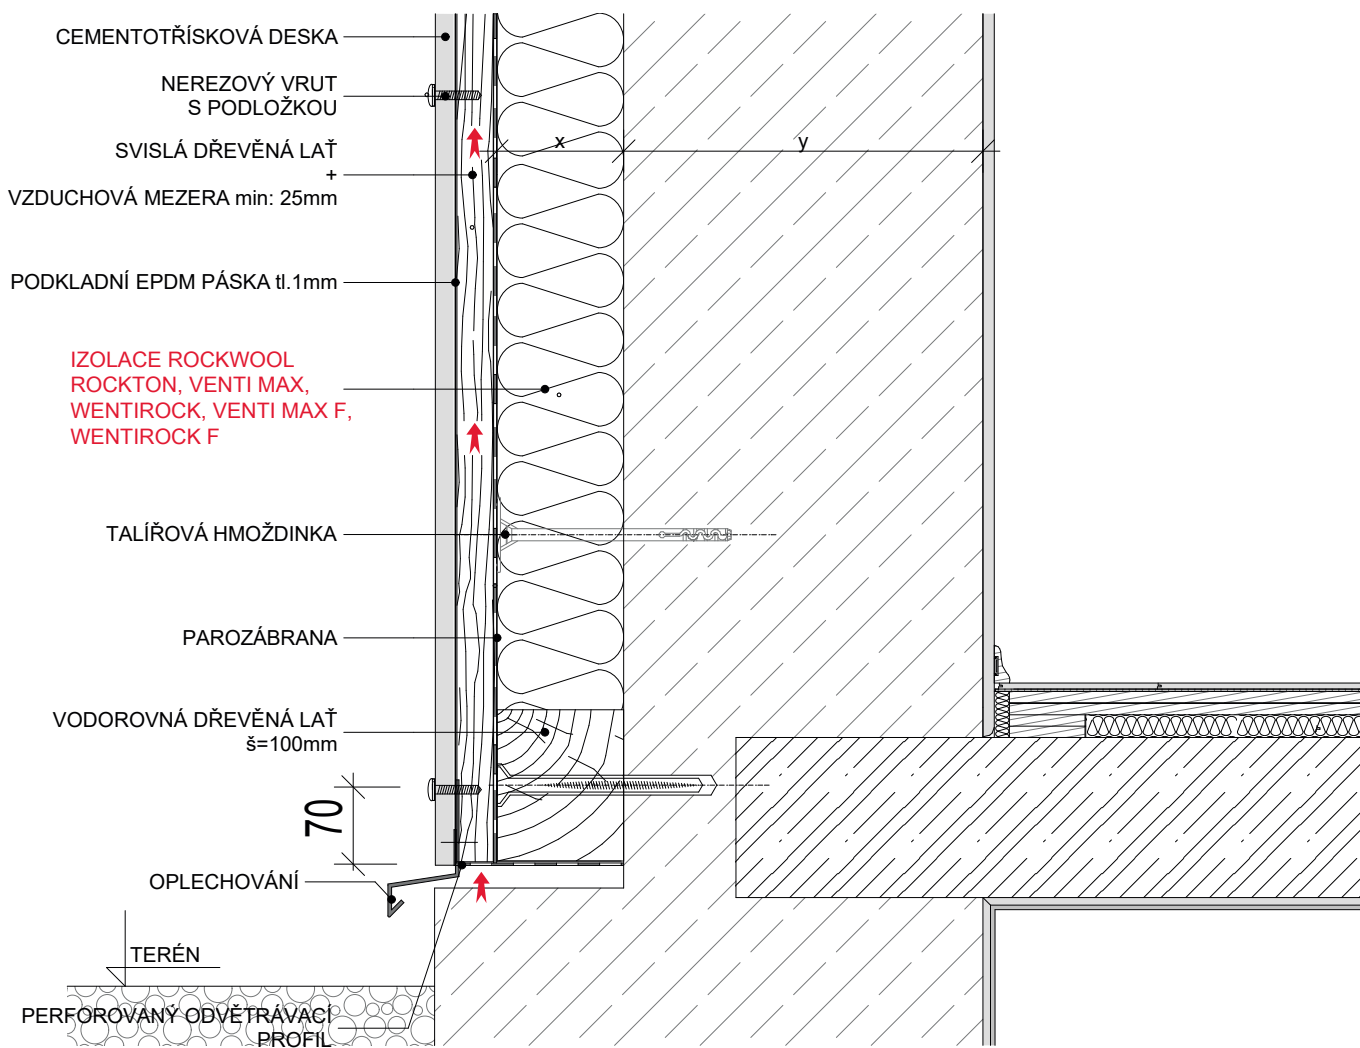 CEMENTOTŘÍSKOVÁ DESKA
NEREZOVÝ VRUT
S PODLOŽKOU
SVISLÁ DŘEVĚNÁ LAŤ
+
VZDUCHOVÁ MEZERA min: 25mm
x
y
PODKLADNÍ EPDM PÁSKA tl.1mm
IZOLACE ROCKWOOL
ROCKTON, VENTI MAX,
WENTIROCK, VENTI MAX F,
WENTIROCK F
TALÍŘOVÁ HMOŽDINKA
PAROZÁBRANA
VODOROVNÁ DŘEVĚNÁ LAŤ
š=100mm
70
OPLECHOVÁNÍ
TERÉN
PERFOROVANÝ ODVĚTRÁVACÍ
PROFIL